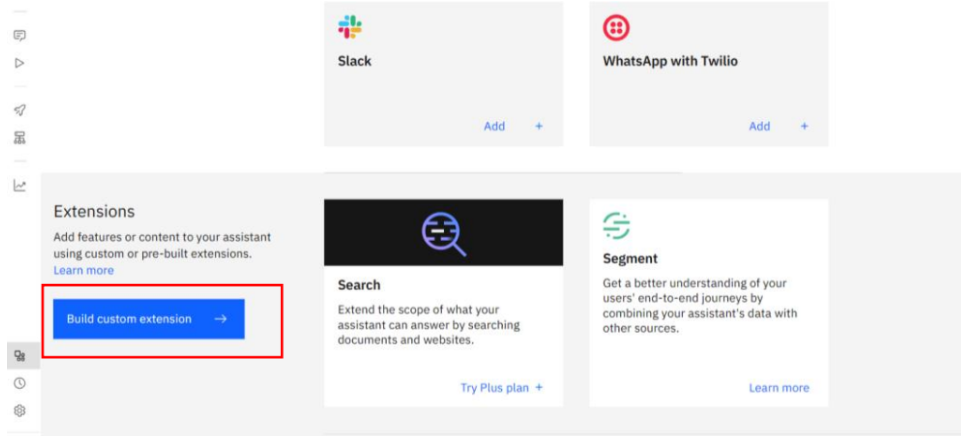 Slack
WhatsApp with Twilio
Add +
Add +
Extensions
Add features or content to your assistant
using custom or pre-built extensions.
Learn more
Build custom extension →
Search
Extend the scope of what your
assistant can answer by searching
documents and websites.
Try Plus plan +
Segment
Get a better understanding of your
users' end-to-end journeys by
combining your assistant's data with
other sources.
Learn more